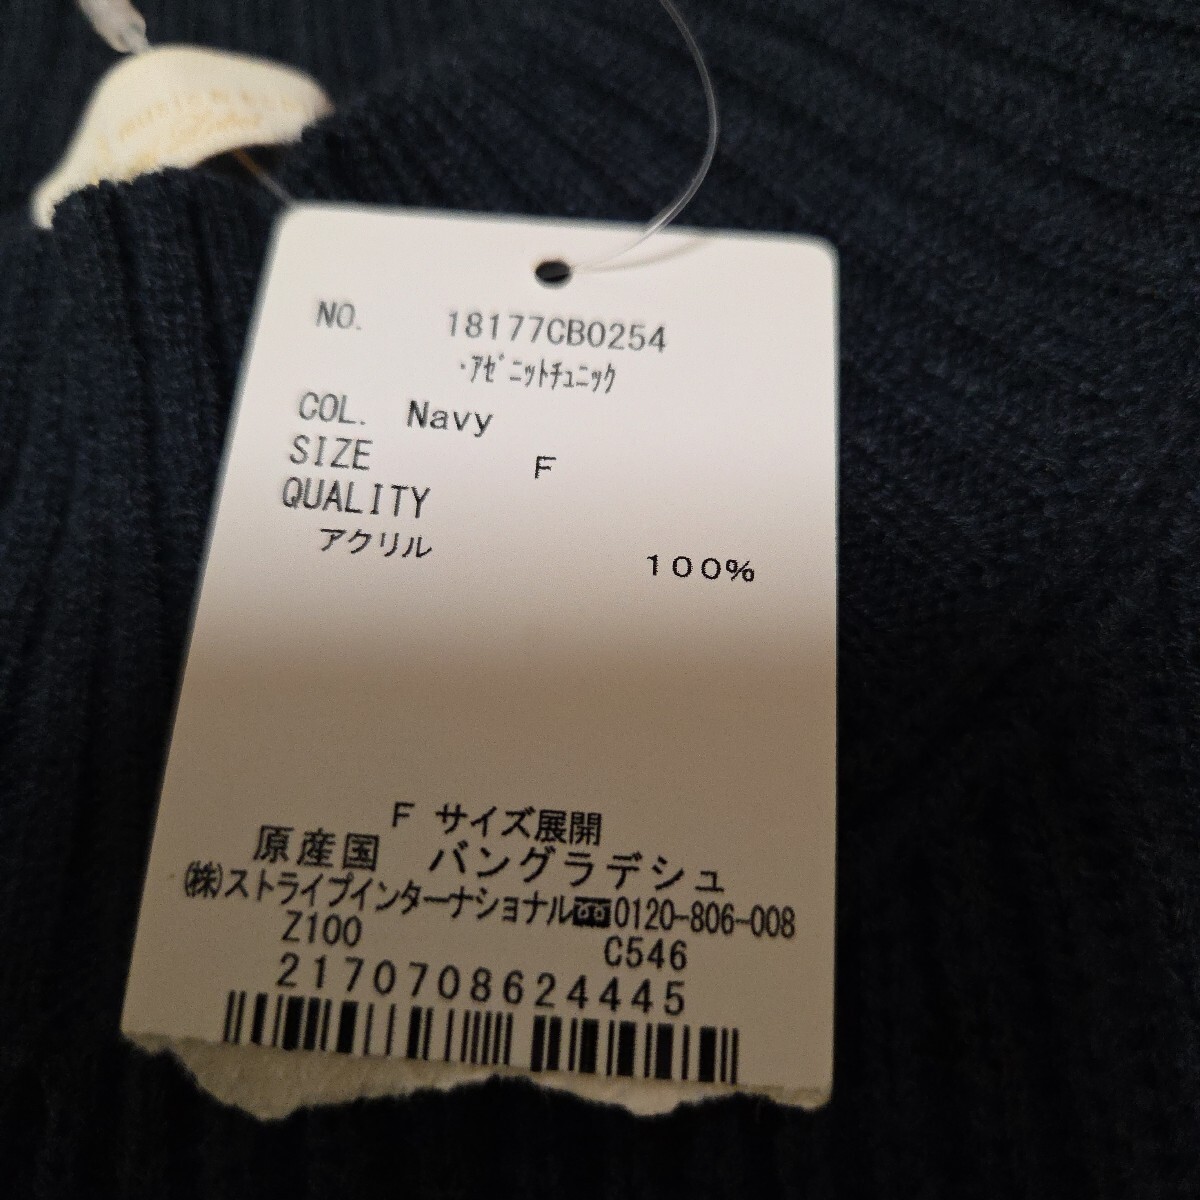 NO. 18177CB0254
･ｱｾﾞﾆｯﾄﾁｭﾆｯｸ
COL. Navy
SIZE F
QUALITY
アクリル 100%
F サイズ展開
原産国 バングラデシュ
㈱ストライプインターナショナル 0120-806-008
Z100 C546
2170708624445